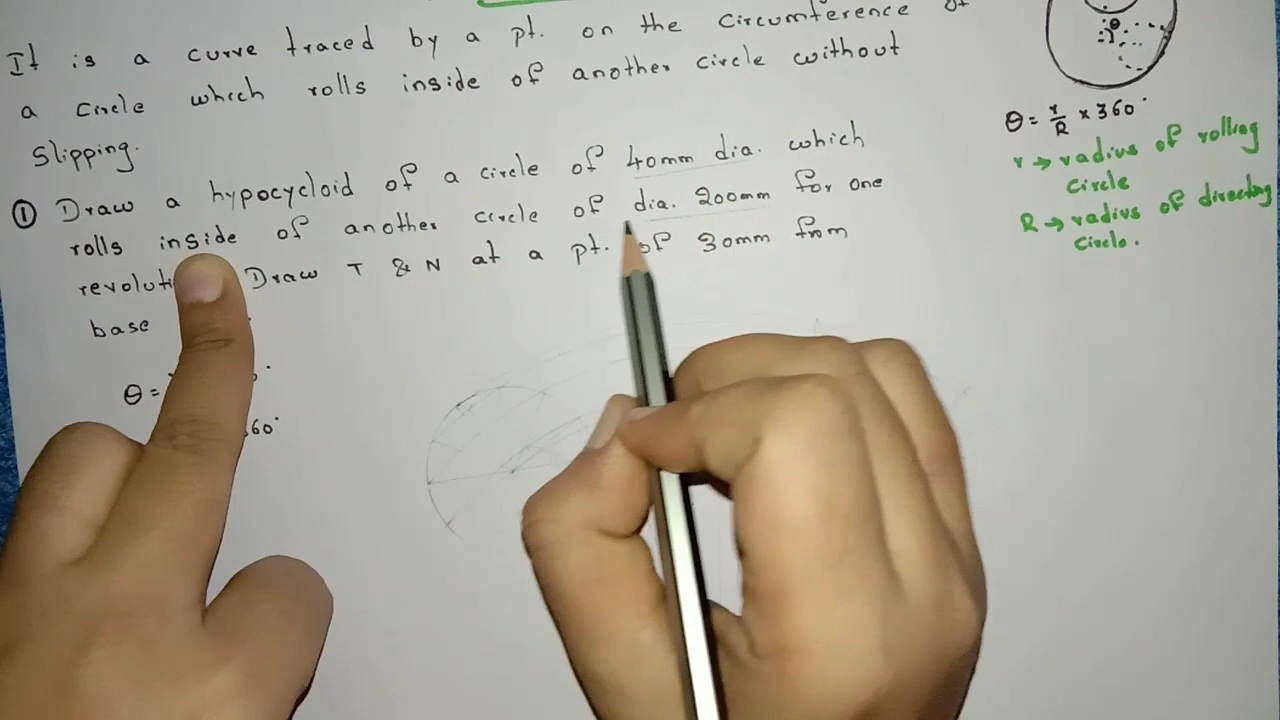 It is a curve traced by a pt. on the circumference of
a circle which rolls inside of another circle without
slipping.
① Draw a hypocycloid of a circle of 40mm dia. which
rolls inside of another circle of dia. 200mm for one
Draw T & N at a pt. of 30mm from
base
θ =
θ = r/R × 360°
r → radius of rolling
circle
R → radius of directing
circle.